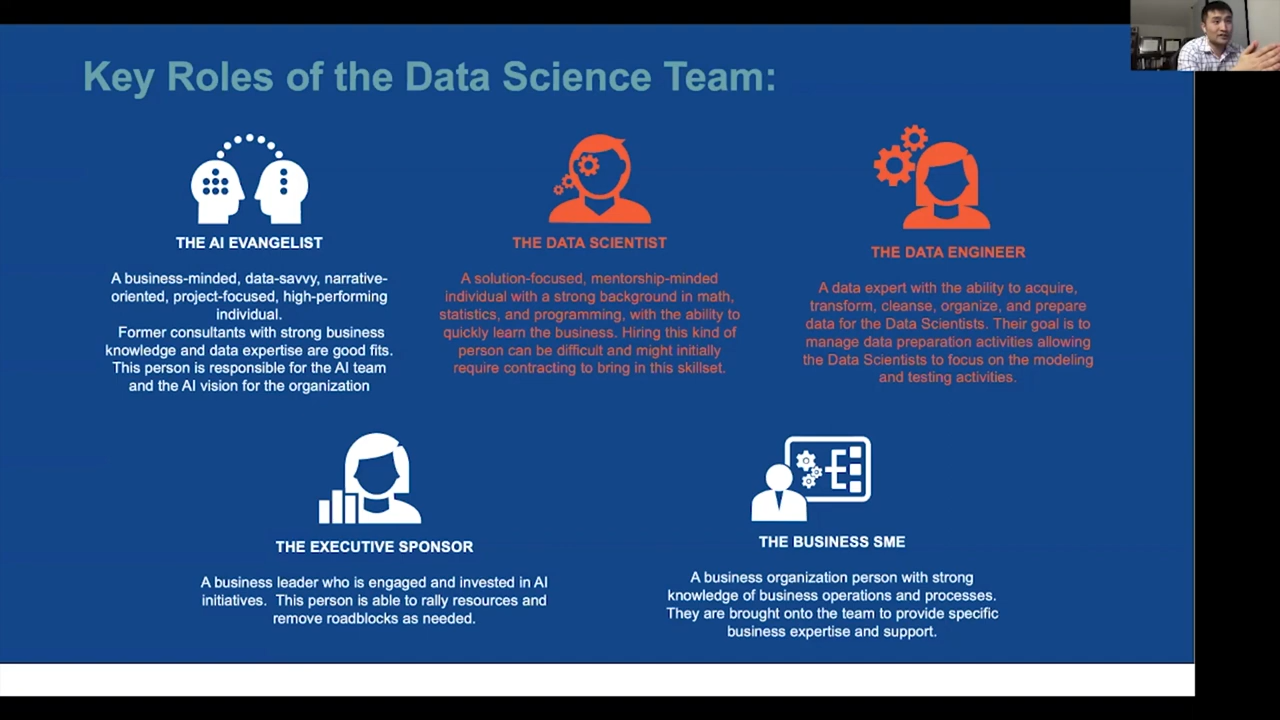 Key Roles of the Data Science Team:
THE AI EVANGELIST
A business-minded, data-savvy, narrative-
oriented, project-focused, high-performing
individual.
Former consultants with strong business
knowledge and data expertise are good fits.
This person is responsible for the AI team
and the AI vision for the organization
THE DATA SCIENTIST
A solution-focused, mentorship-minded
individual with a strong background in math,
statistics, and programming, with the ability to
quickly learn the business. Hiring this kind of
person can be difficult and might initially
require contracting to bring in this skillset.
THE DATA ENGINEER
A data expert with the ability to acquire,
transform, cleanse, organize, and prepare
data for the Data Scientists. Their goal is to
manage data preparation activities allowing
the Data Scientists to focus on the modeling
and testing activities.
THE EXECUTIVE SPONSOR
A business leader who is engaged and invested in AI
initiatives. This person is able to rally resources and
remove roadblocks as needed.
THE BUSINESS SME
A business organization person with strong
knowledge of business operations and processes.
They are brought onto the team to provide specific
business expertise and support.